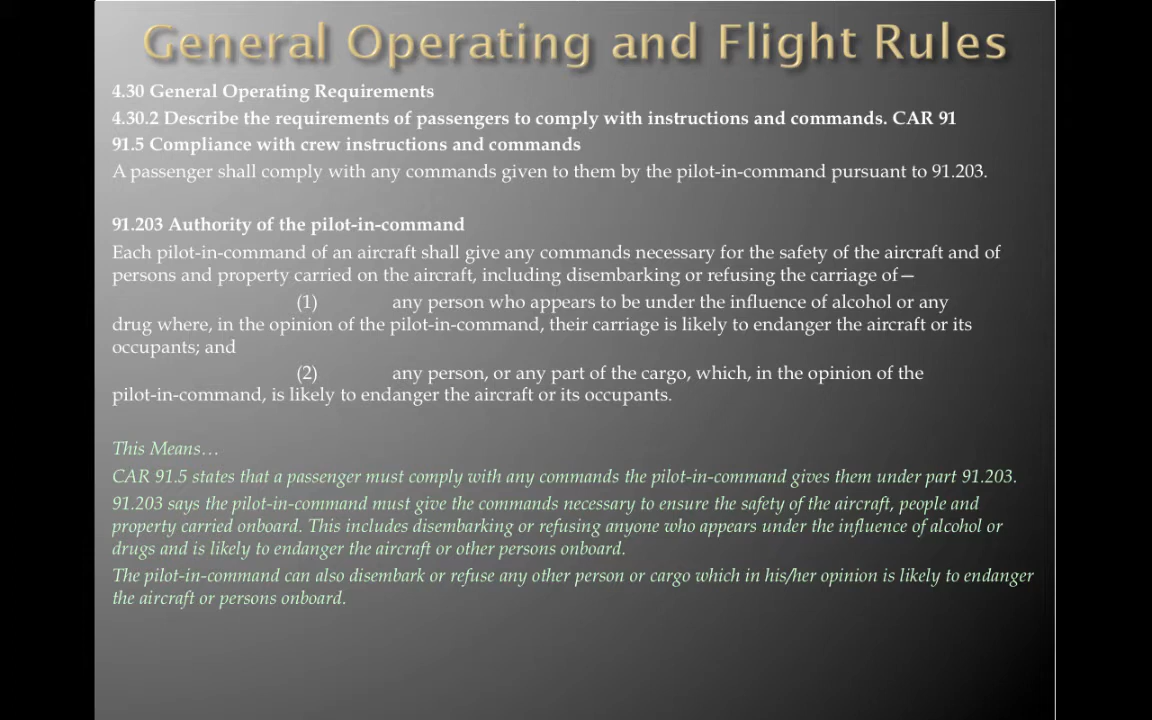 General Operating and Flight Rules
4.30 General Operating Requirements
4.30.2 Describe the requirements of passengers to comply with instructions and commands. CAR 91
91.5 Compliance with crew instructions and commands
A passenger shall comply with any commands given to them by the pilot-in-command pursuant to 91.203.
91.203 Authority of the pilot-in-command
Each pilot-in-command of an aircraft shall give any commands necessary for the safety of the aircraft and of
persons and property carried on the aircraft, including disembarking or refusing the carriage of—
(1) any person who appears to be under the influence of alcohol or any
drug where, in the opinion of the pilot-in-command, their carriage is likely to endanger the aircraft or its
occupants; and
(2) any person, or any part of the cargo, which, in the opinion of the
pilot-in-command, is likely to endanger the aircraft or its occupants.
This Means…
CAR 91.5 states that a passenger must comply with any commands the pilot-in-command gives them under part 91.203.
91.203 says the pilot-in-command must give the commands necessary to ensure the safety of the aircraft, people and
property carried onboard. This includes disembarking or refusing anyone who appears under the influence of alcohol or
drugs and is likely to endanger the aircraft or other persons onboard.
The pilot-in-command can also disembark or refuse any other person or cargo which in his/her opinion is likely to endanger
the aircraft or persons onboard.